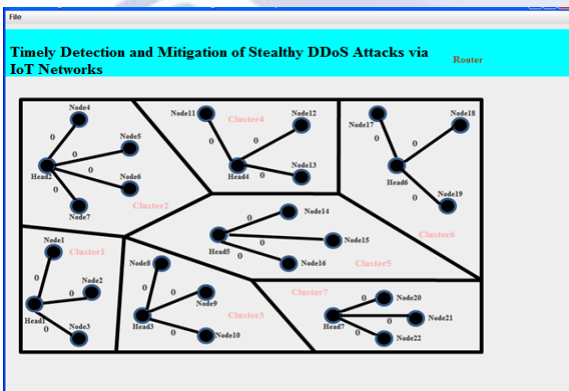 File
Timely Detection and Mitigation of Stealthy DDoS Attacks via
IoT Networks
Router
Node4
0
Node5
0
Head2
0
Node6
0
Node7
Cluster2
Node11
Cluster4
Node12
0
0
Head4
0
Node13
Node17
Node18
0
0
Head6
0
Node19
Cluster6
Node1
Cluster1
0
Node2
0
Head1
0
Node3
Node14
0
Head5
0
Node15
0
Node16
Cluster5
Node8
0
0
Node9
Head3
0
Node10
Cluster3
Cluster7
Node20
0
Head7
0
Node21
0
Node22